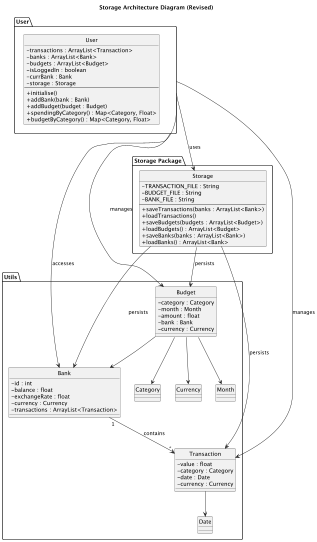 Storage Architecture Diagram (Revised)
User
User
-transactions : ArrayList<Transaction>
-banks : ArrayList<Bank>
-budgets : ArrayList<Budget>
-isLoggedIn : boolean
-currBank : Bank
-storage : Storage
+initialise()
+addBank(bank : Bank)
+addBudget(budget : Budget)
+spendingByCategory() : Map<Category, Float>
+budgetByCategory() : Map<Category, Float>
uses
Storage Package
Storage
-TRANSACTION_FILE : String
-BUDGET_FILE : String
-BANK_FILE : String
+saveTransactions(banks : ArrayList<Bank>)
+loadTransactions()
+saveBudgets(budgets : ArrayList<Budget>)
+loadBudgets() : ArrayList<Budget>
+saveBanks(banks : ArrayList<Bank>)
+loadBanks() : ArrayList<Bank>
manages
accesses
persists
Utils
Budget
-category : Category
-month : Month
-amount : float
-bank : Bank
-currency : Currency
persists
manages
persists
Bank
-id : int
-balance : float
-exchangeRate : float
-currency : Currency
-transactions : ArrayList<Transaction>
Category
Currency
Month
1
contains
*
Transaction
-value : float
-category : Category
-date : Date
-currency : Currency
Date